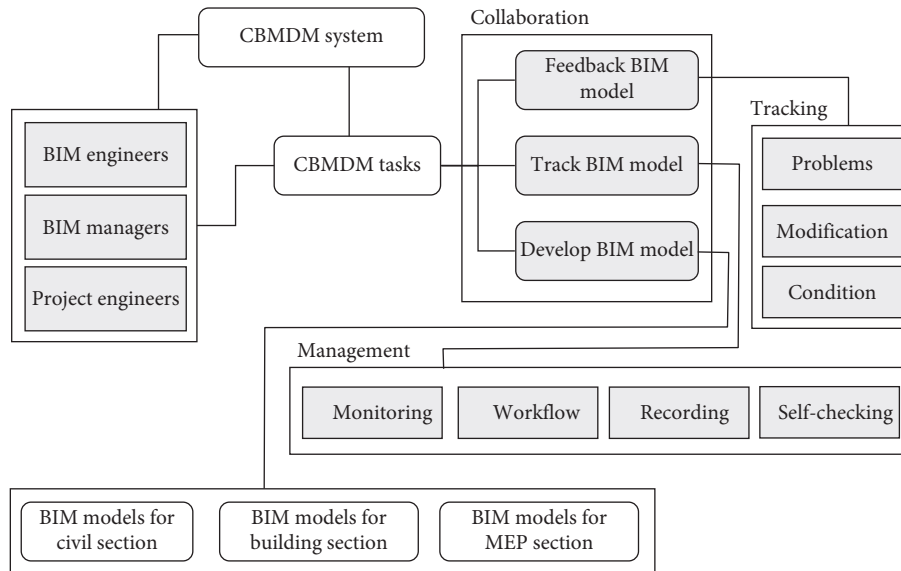 CBMDM system
Collaboration
Feedback BIM
model
Tracking
BIM engineers
CBMDM tasks
Track BIM model
Problems
BIM managers
Modification
Develop BIM model
Project engineers
Condition
Management
Monitoring
Workflow
Recording
Self-checking
BIM models for
civil section
BIM models for
building section
BIM models for
MEP section